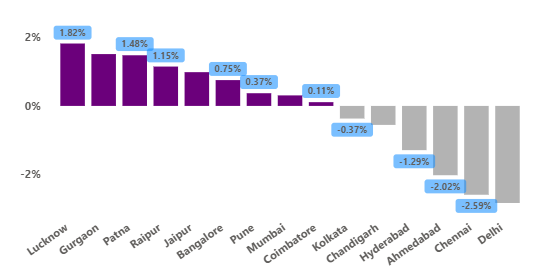 1.82%
1.48%
1.15%
0.75%
0.37%
0.11%
-0.37%
-1.29%
-2.02%
-2.59%
2%
0%
-2%
Lucknow
Gurgaon
Patna
Raipur
Jaipur
Bangalore
Pune
Mumbai
Coimbatore
Kolkata
Chandigarh
Hyderabad
Ahmedabad
Chennai
Delhi